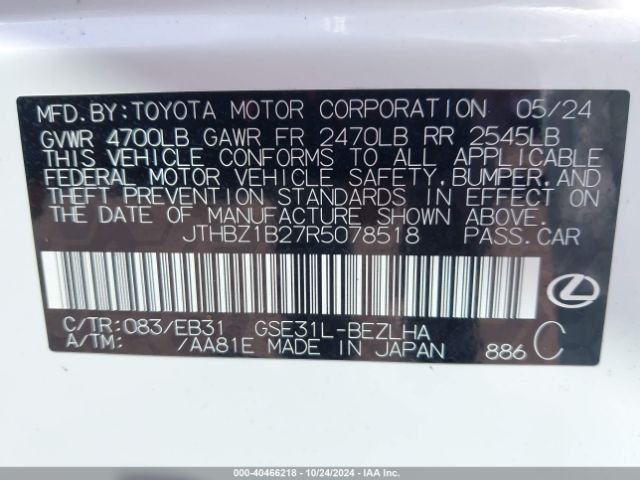 MFD.BY:TOYOTA MOTOR CORPORATION 05/24
GVWR 4700LB GAWR FR 2470LB RR 2545LB
THIS VEHICLE CONFORMS TO ALL APPLICABLE
FEDERAL MOTOR VEHICLE SAFETY,BUMPER,AND
THEFT PREVENTION STANDARDS IN EFFECT ON
THE DATE OF MANUFACTURE SHOWN ABOVE.
JTHBZ1B27R5078518 PASS.CAR
C/TR:083/EB31 GSE31L-BEZLHA
A/TM: /AA81E MADE IN JAPAN 886 C
000-40466218 - 10/24/2024 - IAA Inc.